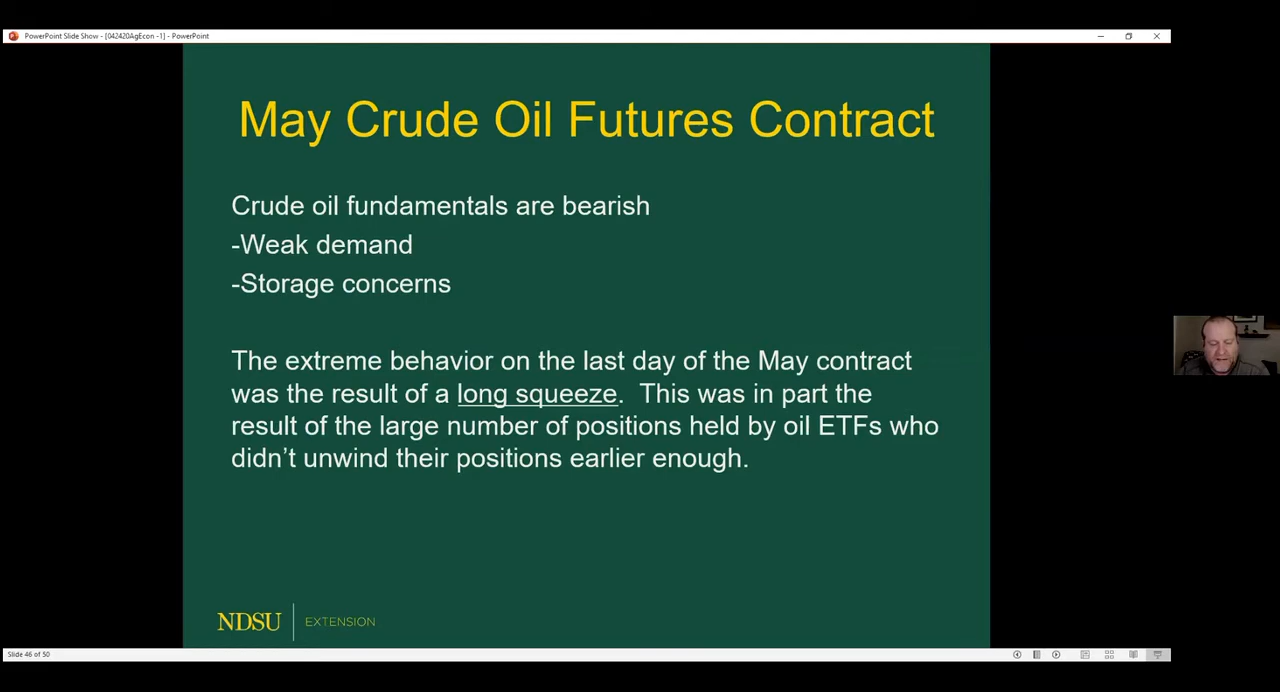 PowerPoint Slide Show - [042420AgEcon -1] - PowerPoint
May Crude Oil Futures Contract
Crude oil fundamentals are bearish
-Weak demand
-Storage concerns
The extreme behavior on the last day of the May contract
was the result of a long squeeze. This was in part the
result of the large number of positions held by oil ETFs who
didn’t unwind their positions earlier enough.
NDSU EXTENSION
Slide 46 of 50